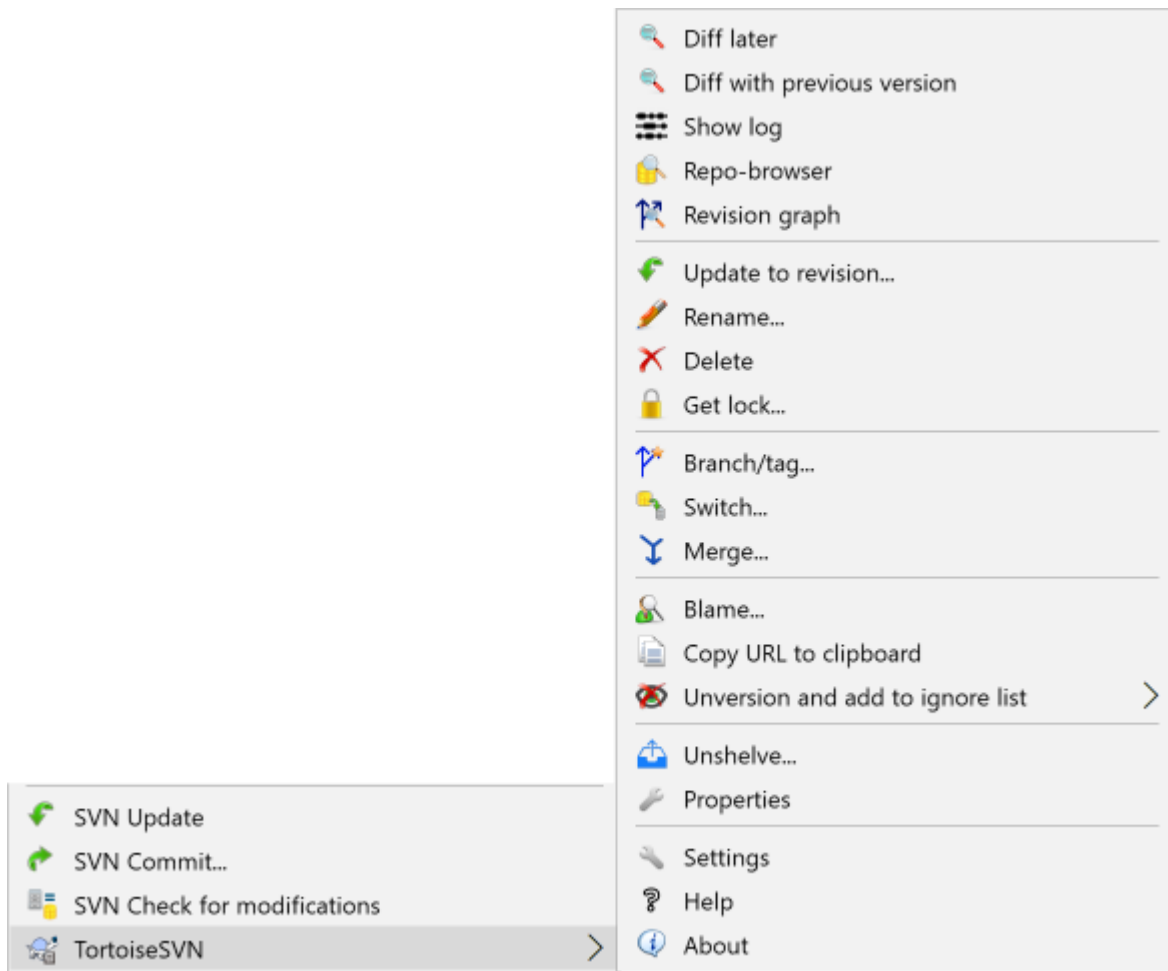 Diff later
Diff with previous version
Show log
Repo-browser
Revision graph
Update to revision...
Rename...
Delete
Get lock...
Branch/tag...
Switch...
Merge...
Blame...
Copy URL to clipboard
Unversion and add to ignore list
Unshelve...
Properties
Settings
Help
About
SVN Update
SVN Commit...
SVN Check for modifications
TortoiseSVN